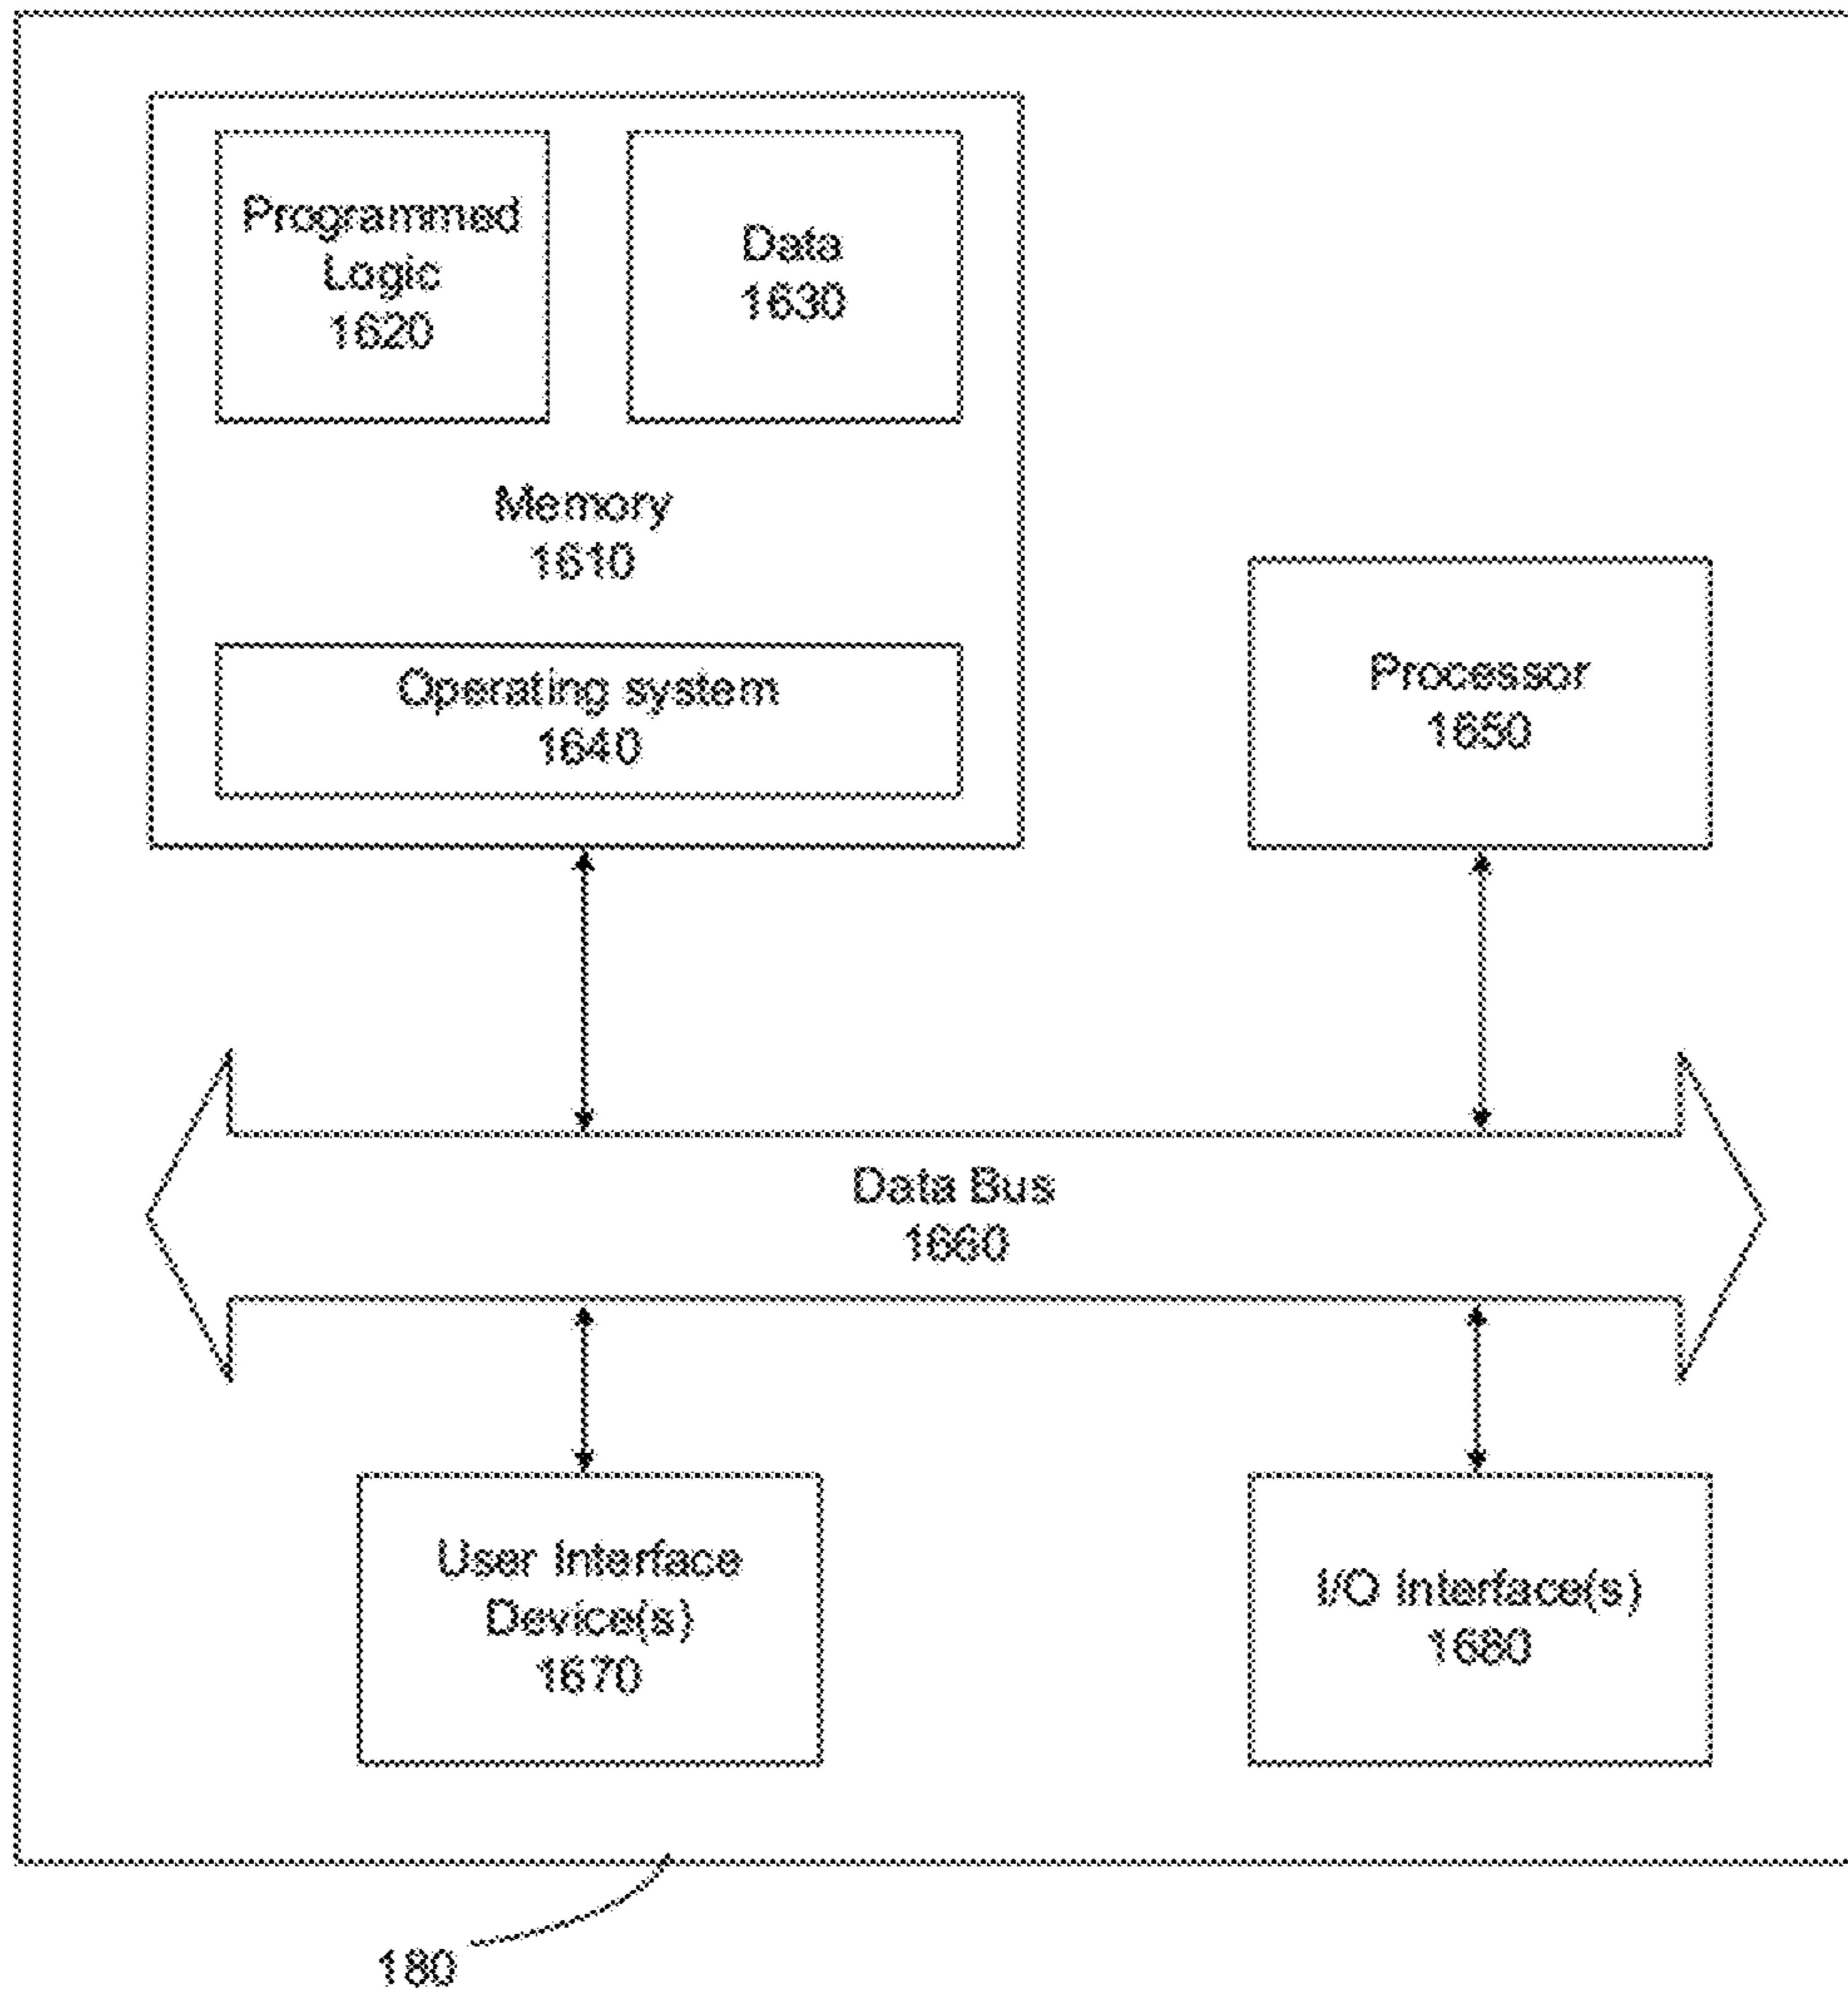 Programmed
Logic
1620
Data
1630
Memory
1610
Operating system
1640
Processor
1650
Data Bus
1660
User Interface
Device(s)
1670
I/O Interface(s)
1680
180